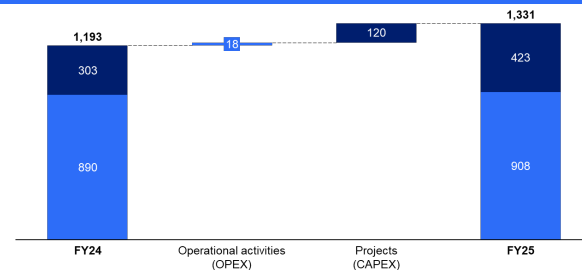 1,331
1,193
18
120
303
423
890
908
FY24
Operational activities
(OPEX)
Projects
(CAPEX)
FY25